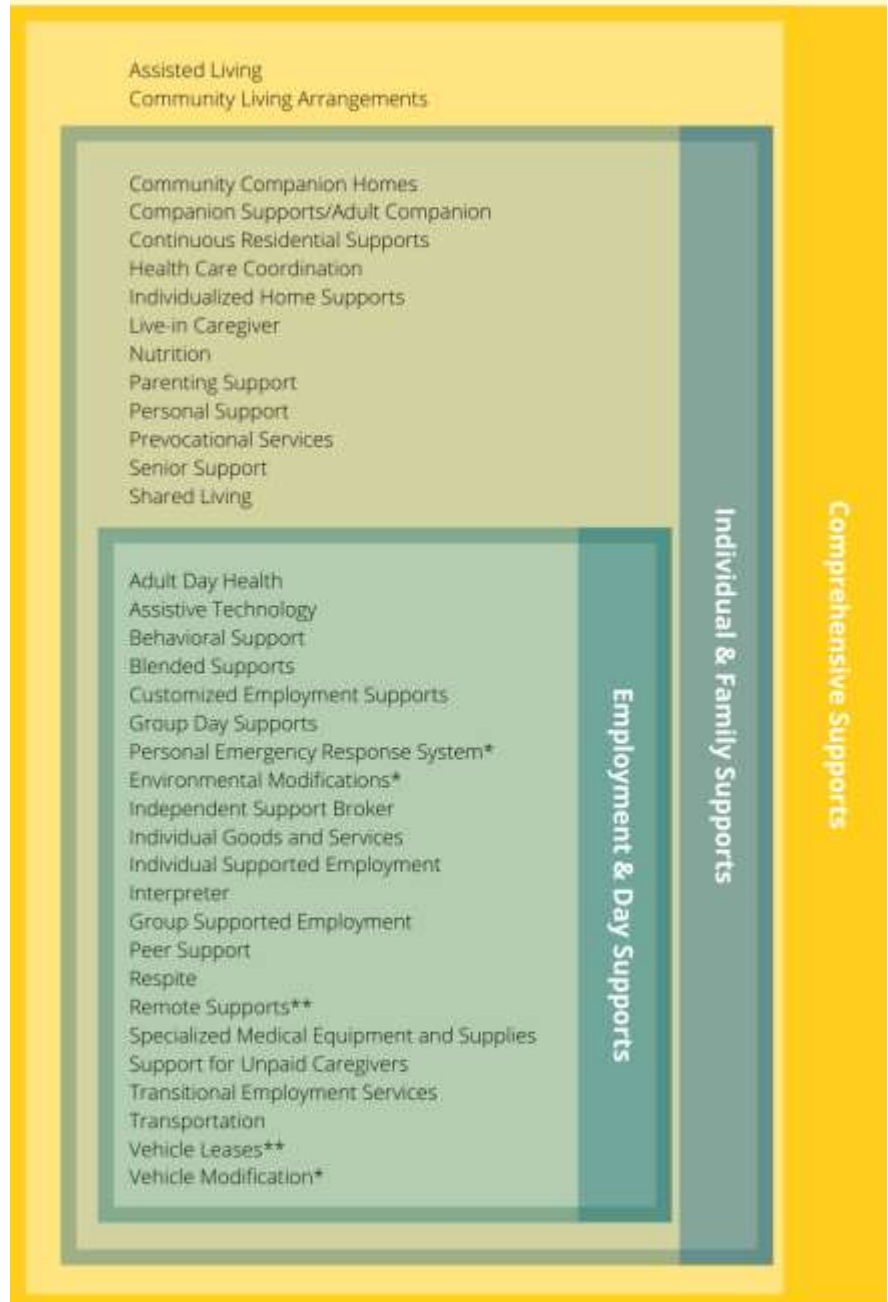 Assisted Living
Community Living Arrangements
Community Companion Homes
Companion Supports/Adult Companion
Continuous Residential Supports
Health Care Coordination
Individualized Home Supports
Live-in Caregiver
Nutrition
Parenting Support
Personal Support
Prevocational Services
Senior Support
Shared Living
Adult Day Health
Assistive Technology
Behavioral Support
Blended Supports
Customized Employment Supports
Group Day Supports
Personal Emergency Response System*
Environmental Modifications*
Independent Support Broker
Individual Goods and Services
Individual Supported Employment
Interpreter
Group Supported Employment
Peer Support
Respite
Remote Supports**
Specialized Medical Equipment and Supplies
Support for Unpaid Caregivers
Transitional Employment Services
Transportation
Vehicle Leases**
Vehicle Modification*
Employment & Day Supports
Individual & Family Supports
Comprehensive Supports